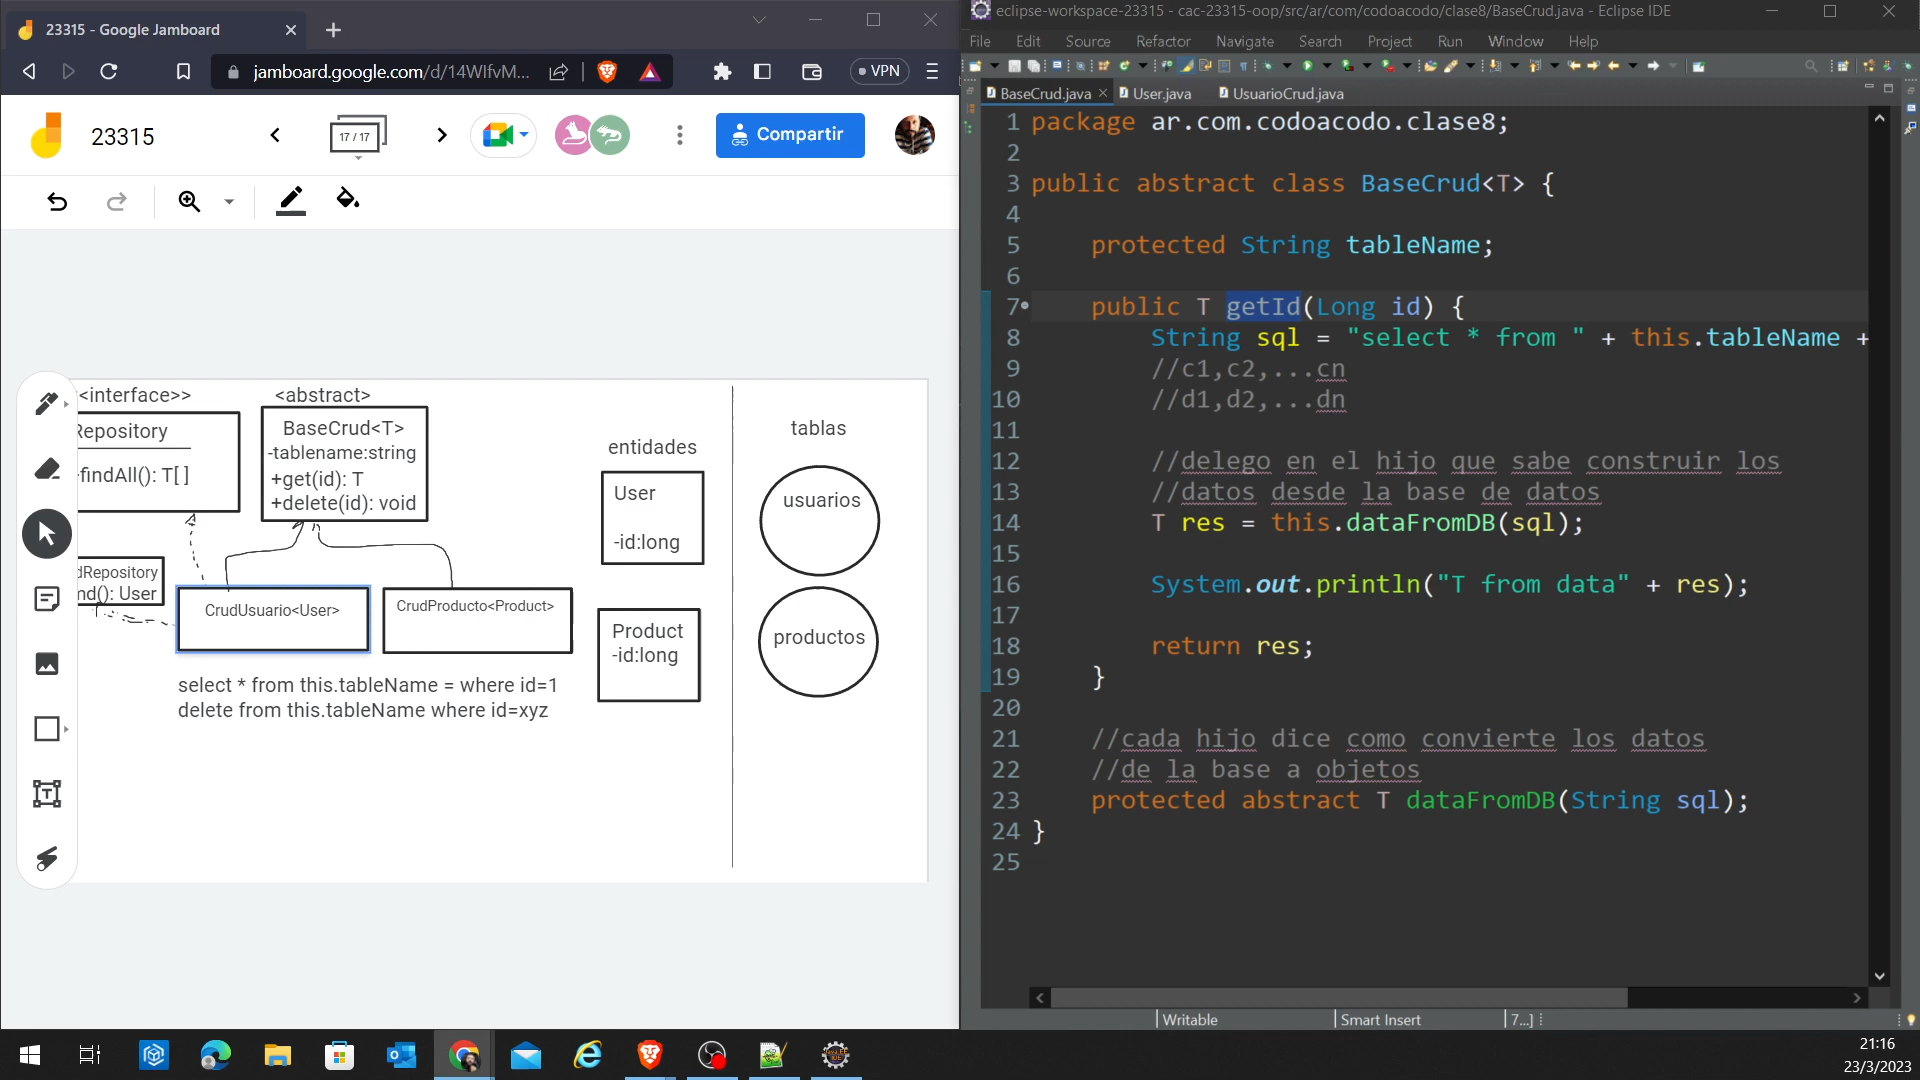 23315 - Google Jamboard
jamboard.google.com/d/14WIfvM...
VPN
23315
17 / 17
Compartir
<interface>>
Repository
findAll(): T[ ]
<abstract>
BaseCrud<T>
-tablename:string
+get(id): T
+delete(id): void
dRepository
nd(): User
CrudUsuario<User>
CrudProducto<Product>
select * from this.tableName = where id=1
delete from this.tableName where id=xyz
entidades
User
-id:long
Product
-id:long
tablas
usuarios
productos
eclipse-workspace-23315 - cac-23315-oop/src/ar/com/codoacodo/clase8/BaseCrud.java - Eclipse IDE
File Edit Source Refactor Navigate Search Project Run Window Help
BaseCrud.java User.java UsuarioCrud.java
1 package ar.com.codoacodo.clase8;
2
3 public abstract class BaseCrud<T> {
4
5 protected String tableName;
6
7 public T getId(Long id) {
8 String sql = "select * from " + this.tableName +
9 //c1,c2,...cn
10 //d1,d2,...dn
11
12 //delego en el hijo que sabe construir los
13 //datos desde la base de datos
14 T res = this.dataFromDB(sql);
15
16 System.out.println("T from data" + res);
17
18 return res;
19 }
20
21 //cada hijo dice como convierte los datos
22 //de la base a objetos
23 protected abstract T dataFromDB(String sql);
24 }
25
Writable Smart Insert 7...]
21:16
23/3/2023